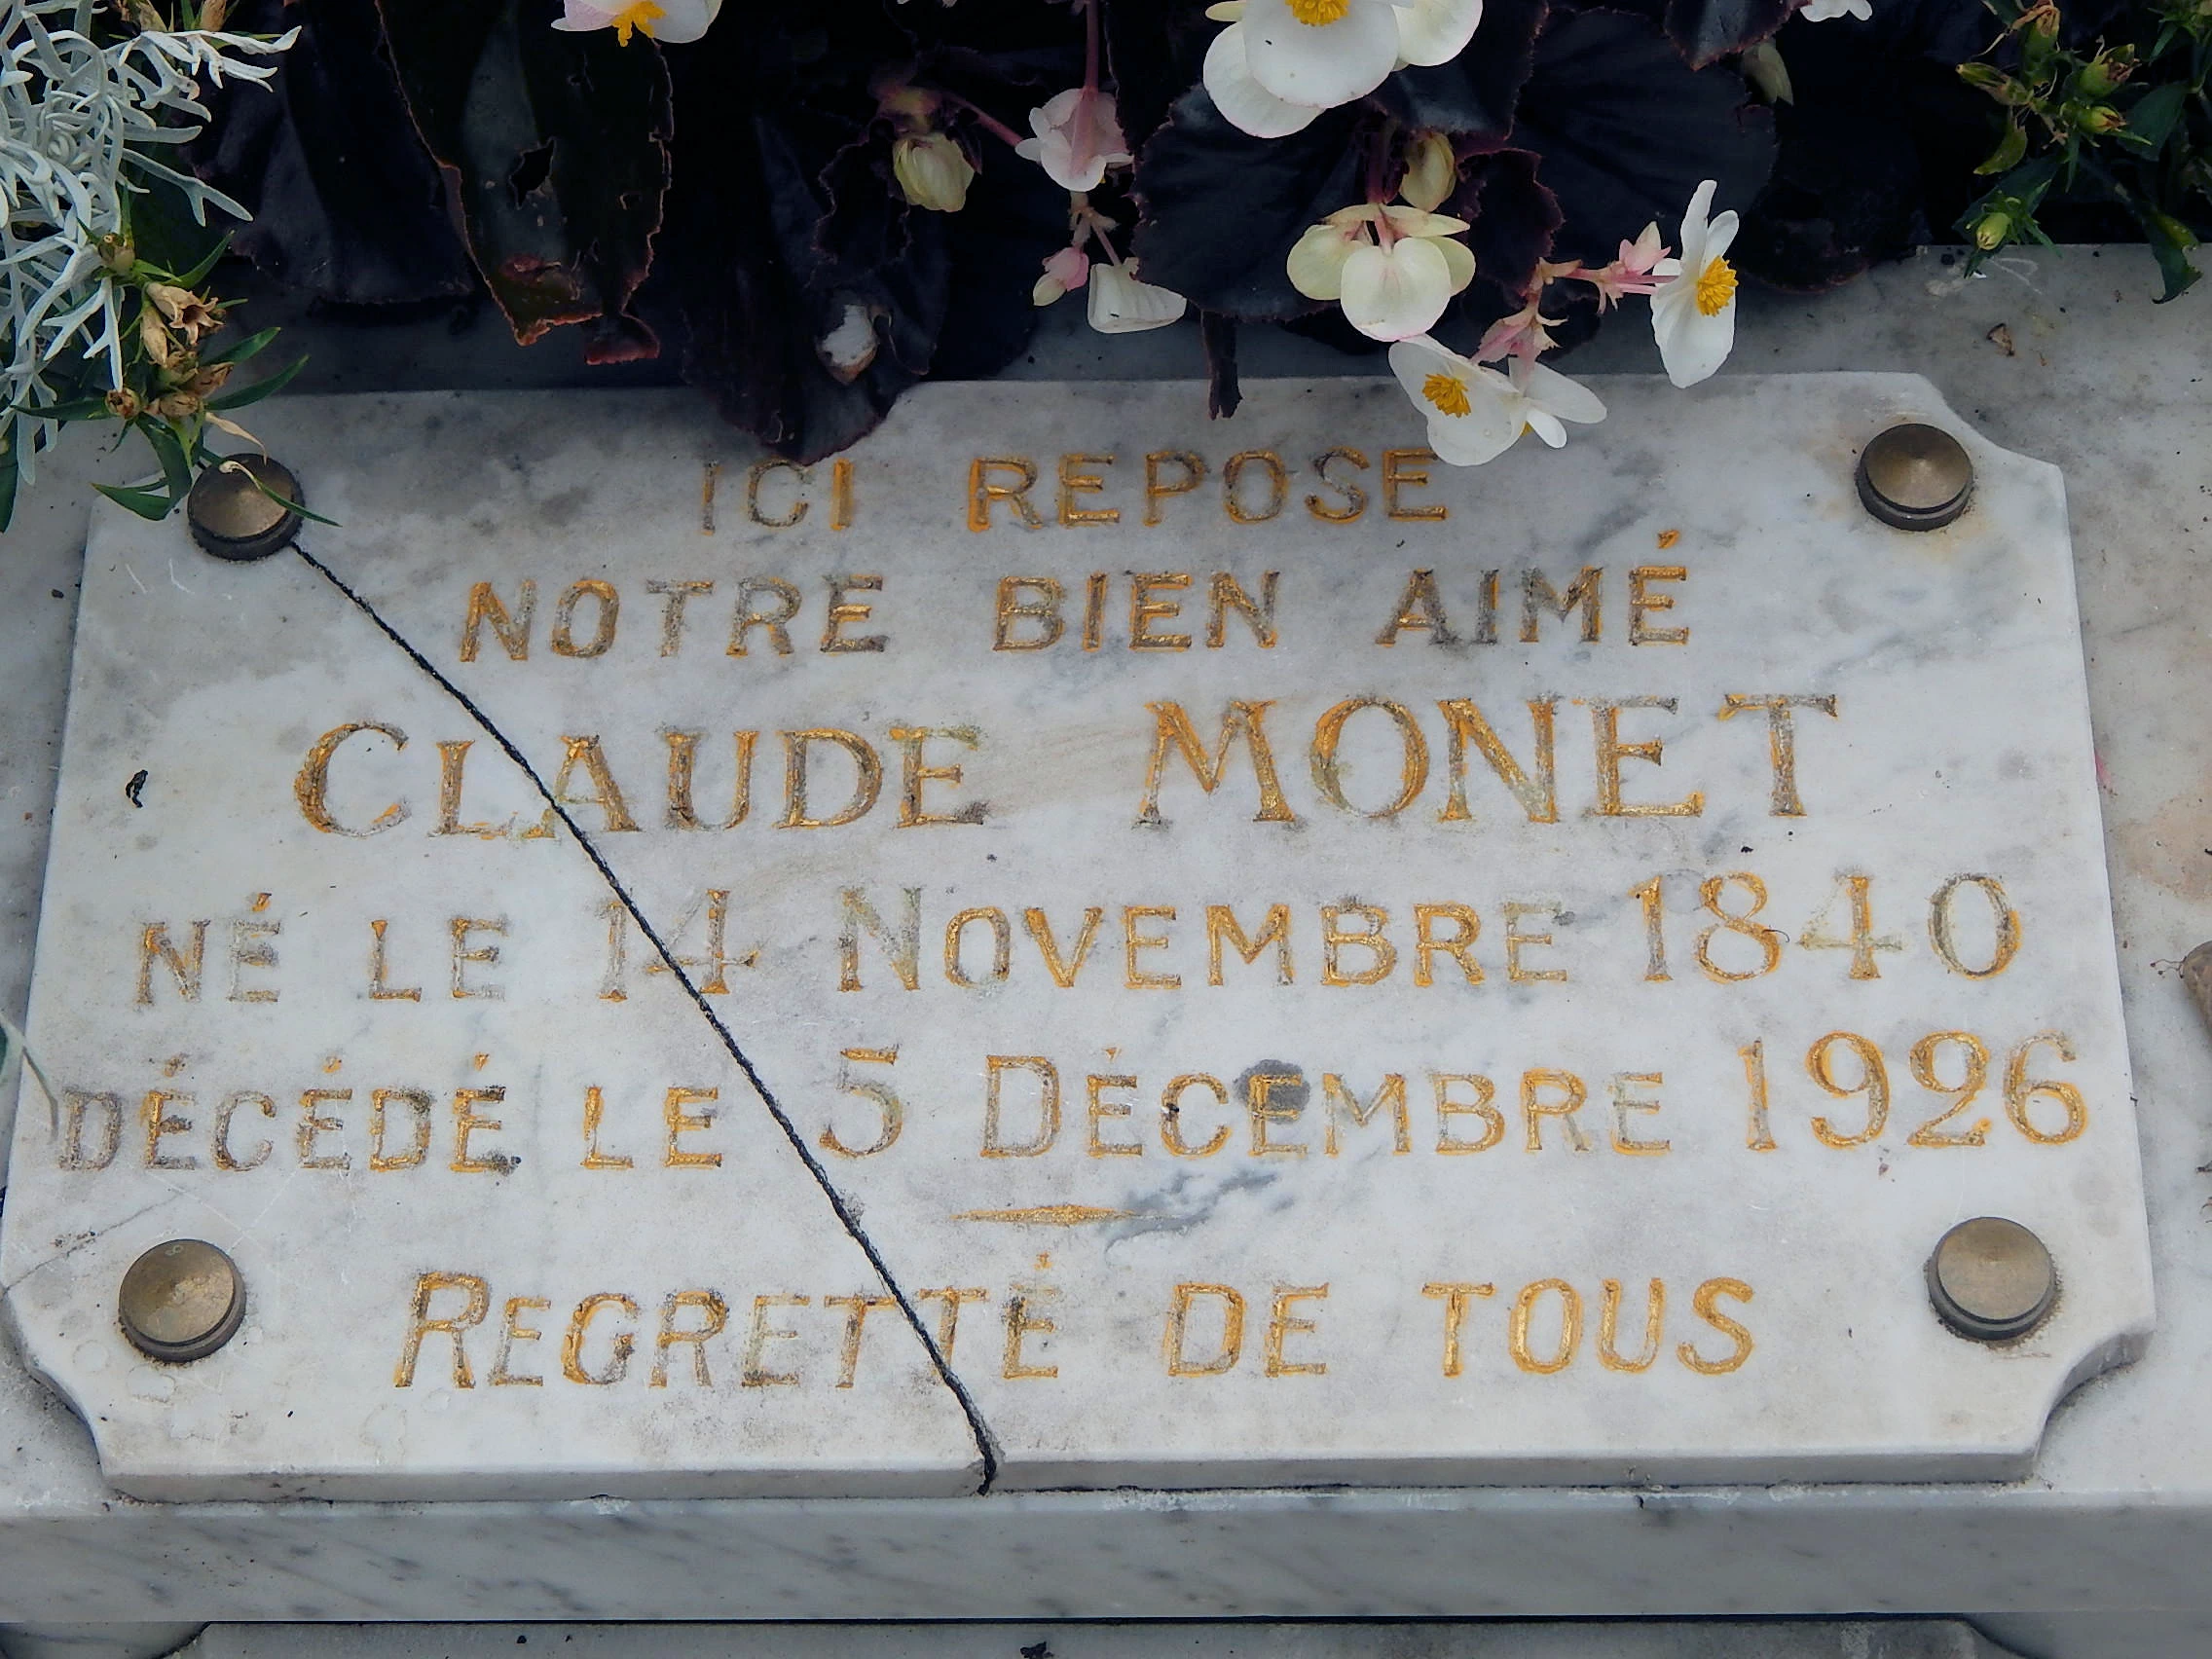 ICI REPOSE
NOTRE BIEN AIMÉ
CLAUDE MONET
NÉ LE 14 NOVEMBRE 1840
DÉCÉDÉ LE 5 DÉCEMBRE 1926
REGRETTÉ DE TOUS